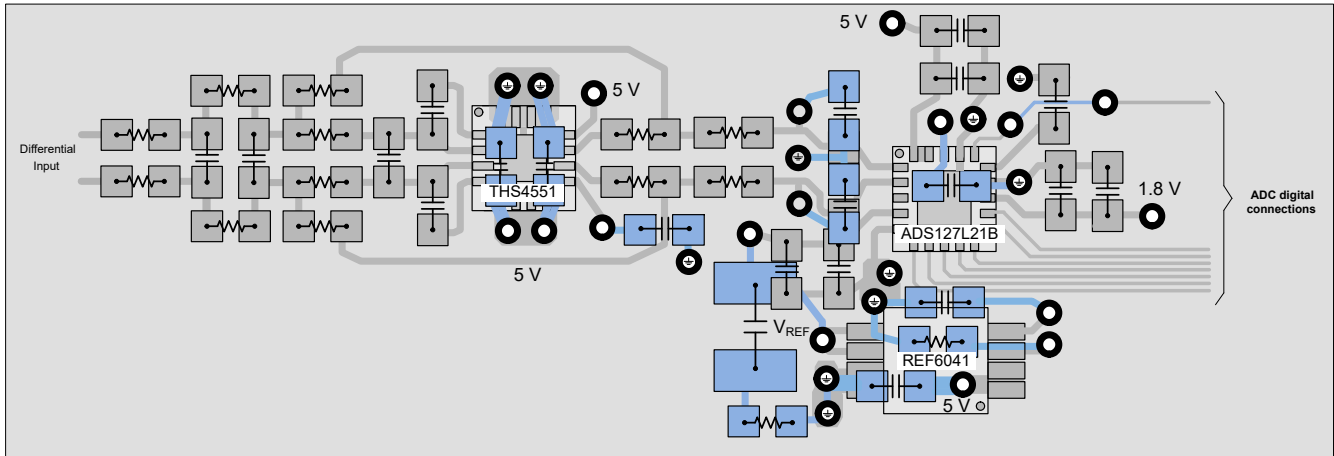 5 V
5 V
Differential
Input
THS4551
1.8 V
ADC digital
connections
ADS127L21B
5 V
VREF
REF6041
5 V